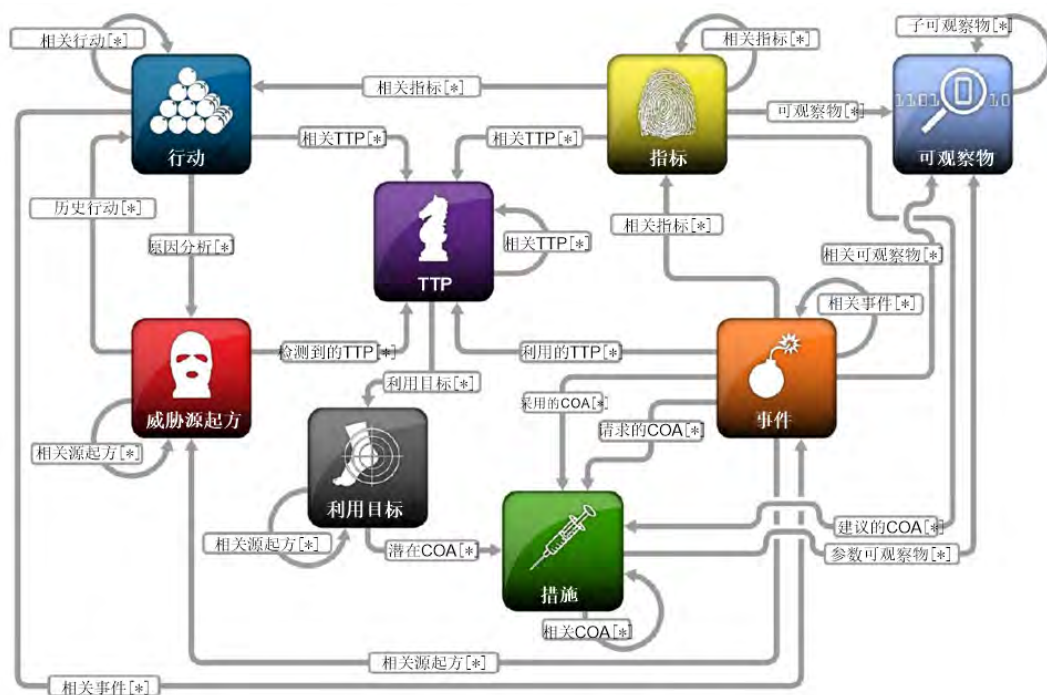 相关行动[*]
相关指标[*]
子可观察物[*]
相关指标[*]
1101 0 10
可观察物[*]
行动
指标
可观察物
相关TTP[*]
相关TTP[*]
历史行动[*]
原因分析[*]
相关TTP[*]
相关指标[*]
相关可观察物[*]
TTP
相关事件[*]
检测到的TTP[*]
利用的TTP[*]
利用目标[*]
采用的COA[*]
威胁源起方
事件
请求的COA[*]
相关源起方[*]
利用目标
建议的COA[*]
相关源起方[*]
潜在COA[*]
参数可观察物[*]
措施
相关COA[*]
相关源起方[*]
相关事件[*]